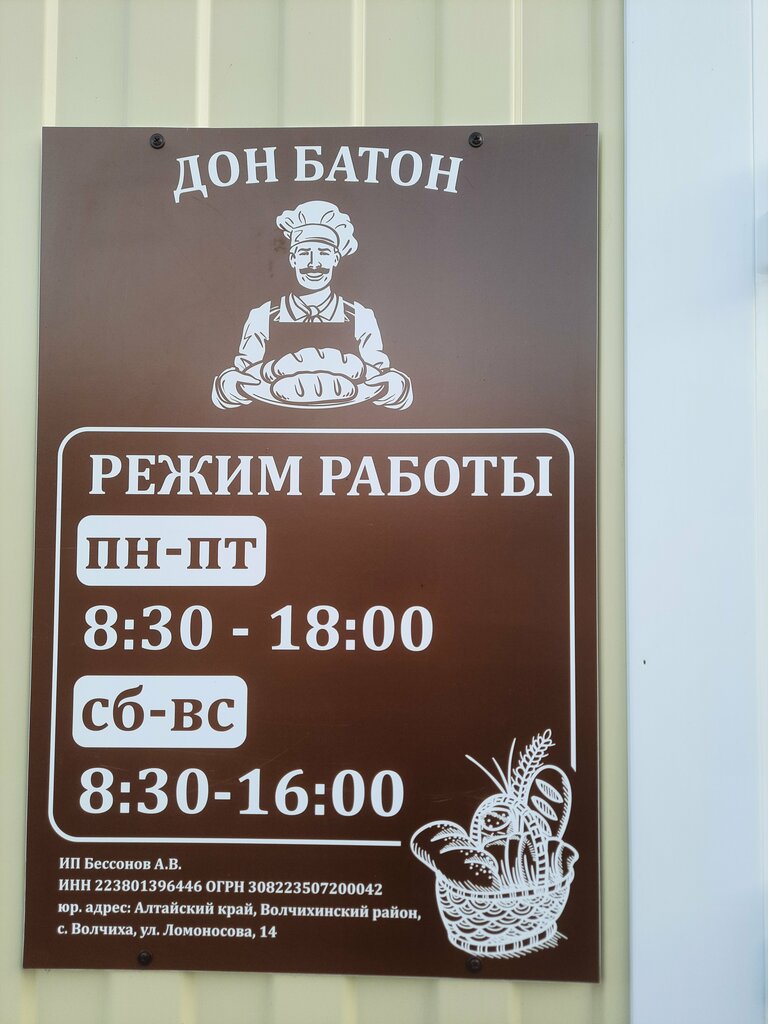 ДОН БАТОН
РЕЖИМ РАБОТЫ
пн-пт
8:30 - 18:00
сб-вс
8:30-16:00
ИП Бессонов А.В.
ИНН 223801396446 ОГРН 308223507200042
юр. адрес: Алтайский край, Волчихинский район,
с. Волчиха, ул. Ломоносова, 14